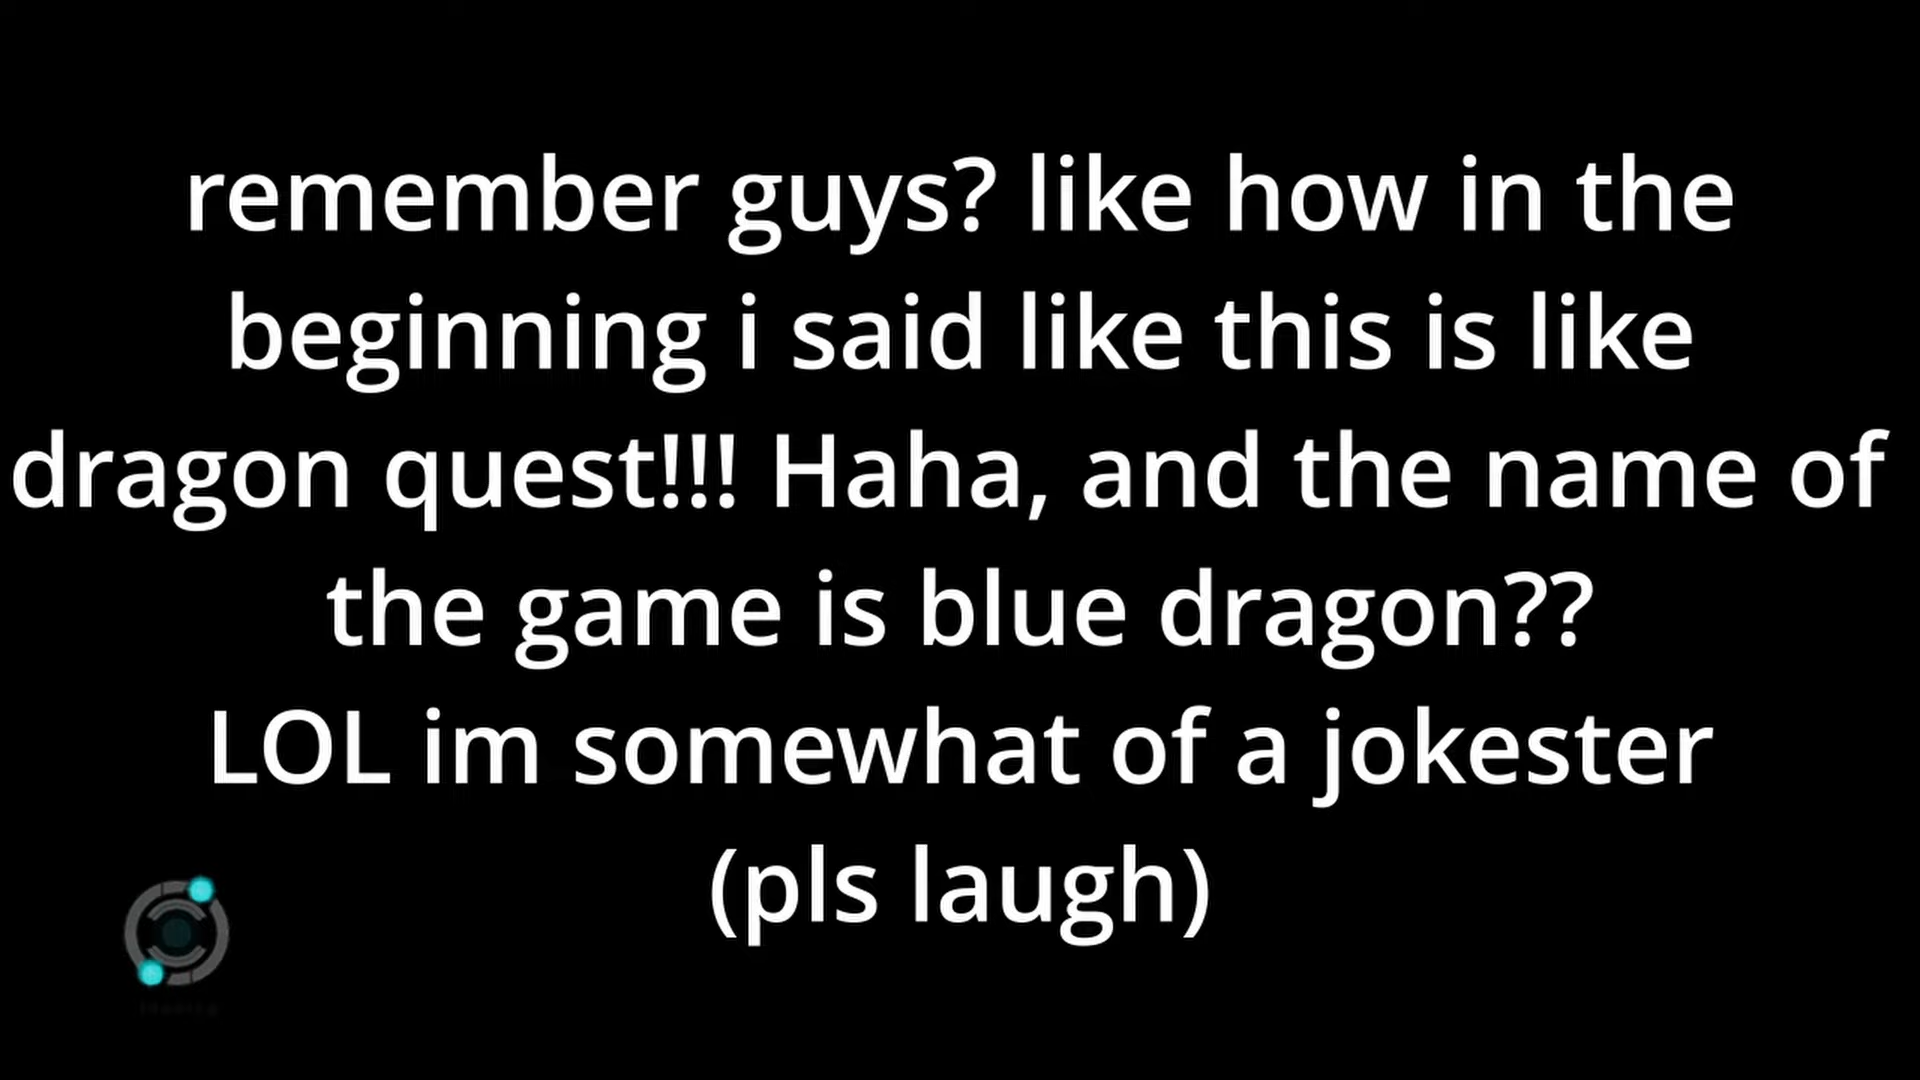 remember guys? like how in the
beginning i said like this is like
dragon quest!!! Haha, and the name of
the game is blue dragon??
LOL im somewhat of a jokester
(pls laugh)